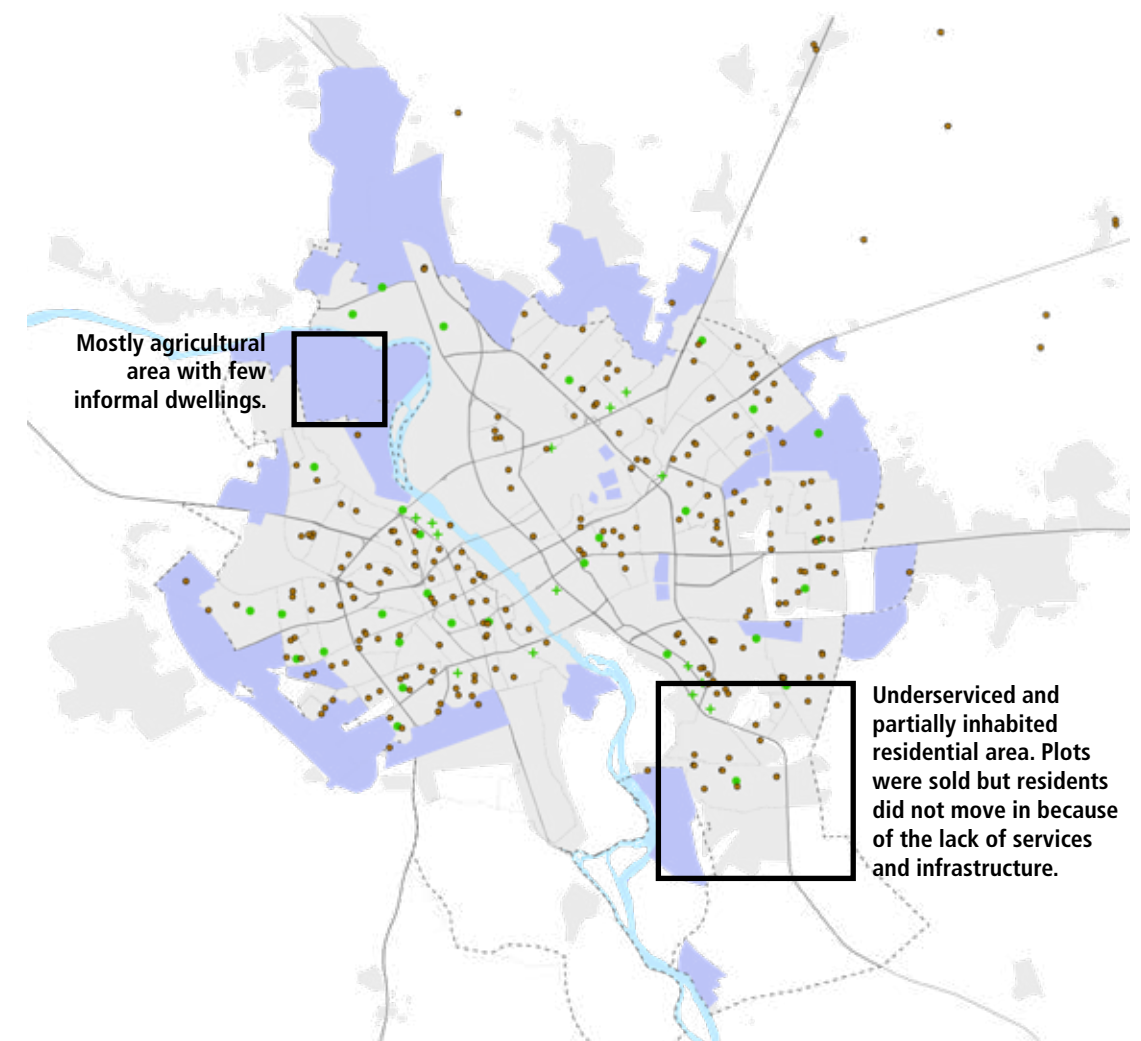 Mostly agricultural
area with few
informal dwellings.
Underserviced and
partially inhabited
residential area. Plots
were sold but residents
did not move in because
of the lack of services
and infrastructure.